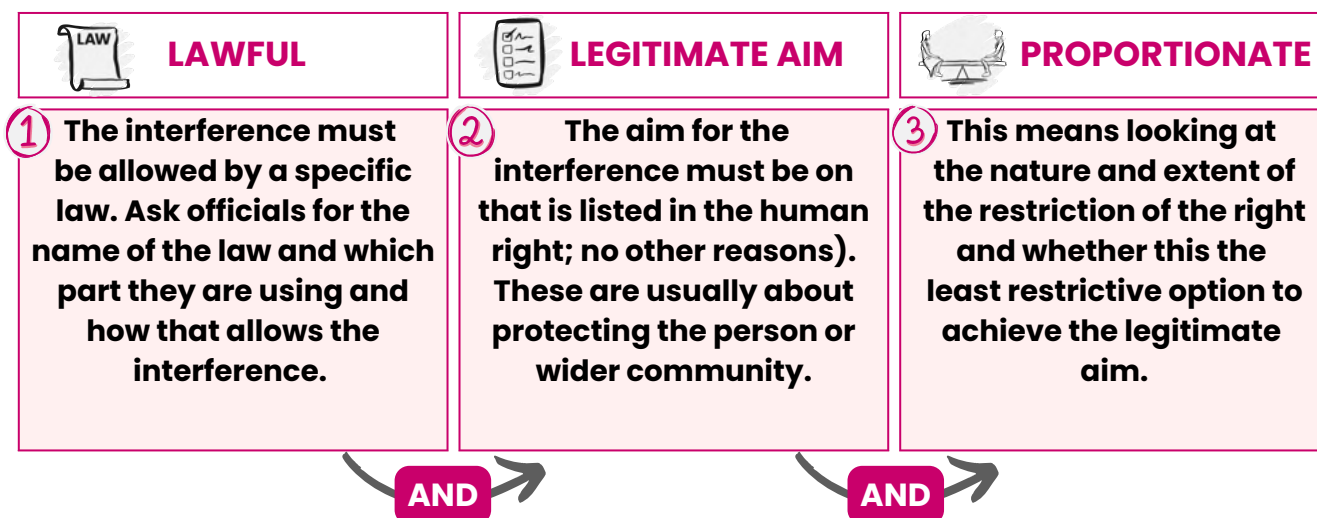 LAW
LAWFUL
1
The interference must
be allowed by a specific
law. Ask officials for the
name of the law and which
part they are using and
how that allows the
interference.
AND
LEGITIMATE AIM
2
The aim for the
interference must be on
that is listed in the human
right; no other reasons).
These are usually about
protecting the person or
wider community.
AND
PROPORTIONATE
3
This means looking at
the nature and extent of
the restriction of the right
and whether this the
least restrictive option to
achieve the legitimate
aim.